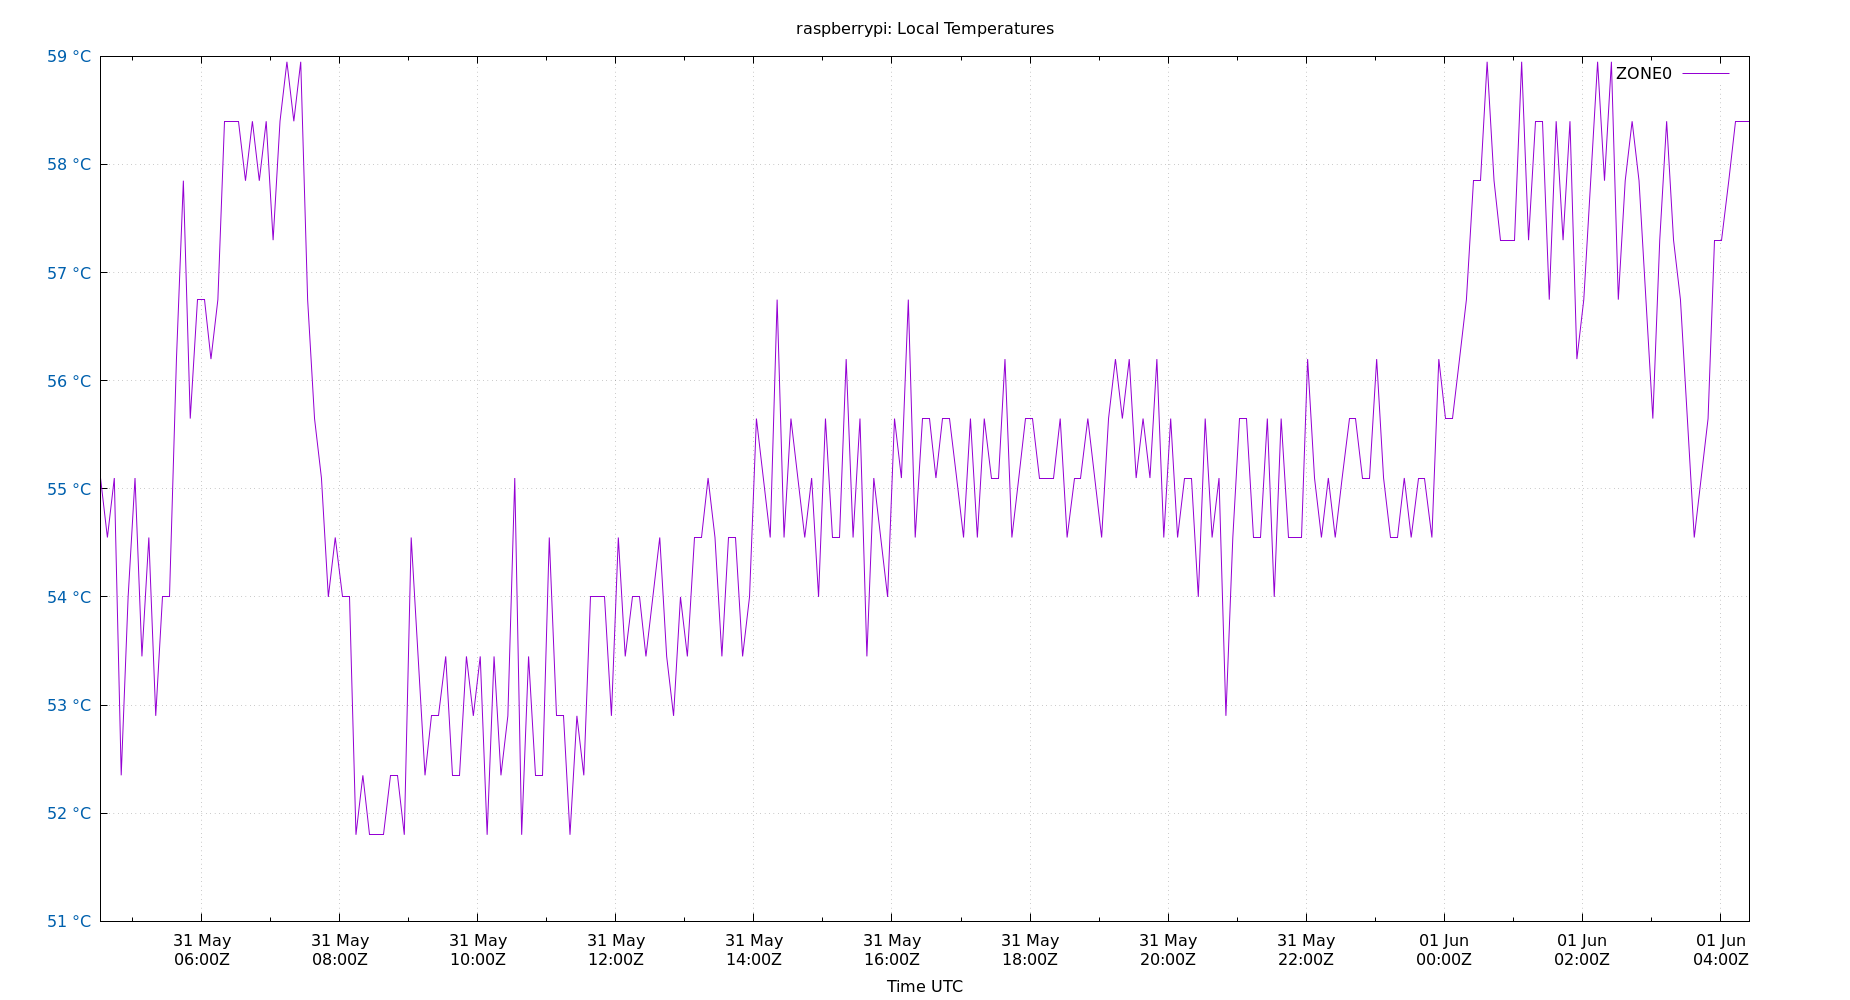 raspberrypi: Local Temperatures
59 °C
58 °C
57 °C
56 °C
55 °C
54 °C
53 °C
52 °C
51 °C
ZONE0
31 May
06:00Z
31 May
08:00Z
31 May
10:00Z
31 May
12:00Z
31 May
14:00Z
31 May
16:00Z
31 May
18:00Z
31 May
20:00Z
31 May
22:00Z
01 Jun
00:00Z
01 Jun
02:00Z
01 Jun
04:00Z
Time UTC